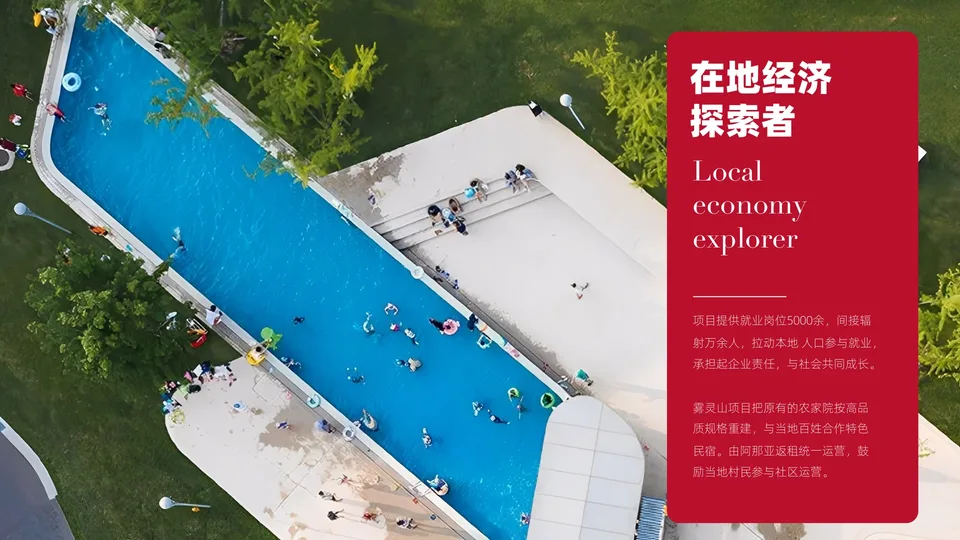 在地经济
探索者
Local
economy
explorer
项目提供就业岗位5000余，间接辐
射万余人，拉动本地 人口参与就业，
承担起企业责任，与社会共同成长。
雾灵山项目把原有的农家院按高品
质规格重建，与当地百姓合作特色
民宿。由阿那亚返租统一运营，鼓
励当地村民参与社区运营。